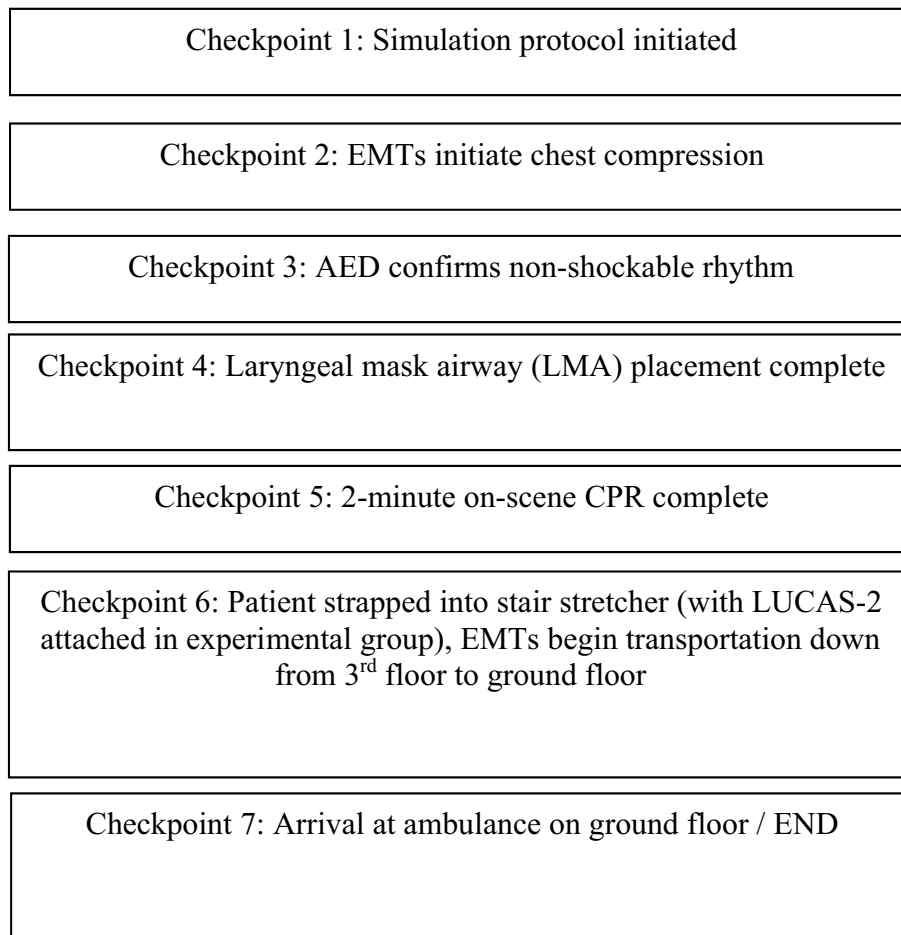 Checkpoint 1: Simulation protocol initiated
Checkpoint 2: EMTs initiate chest compression
Checkpoint 3: AED confirms non-shockable rhythm
Checkpoint 4: Laryngeal mask airway (LMA) placement complete
Checkpoint 5: 2-minute on-scene CPR complete
Checkpoint 6: Patient strapped into stair stretcher (with LUCAS-2
attached in experimental group), EMTs begin transportation down
from 3rd floor to ground floor
Checkpoint 7: Arrival at ambulance on ground floor / END